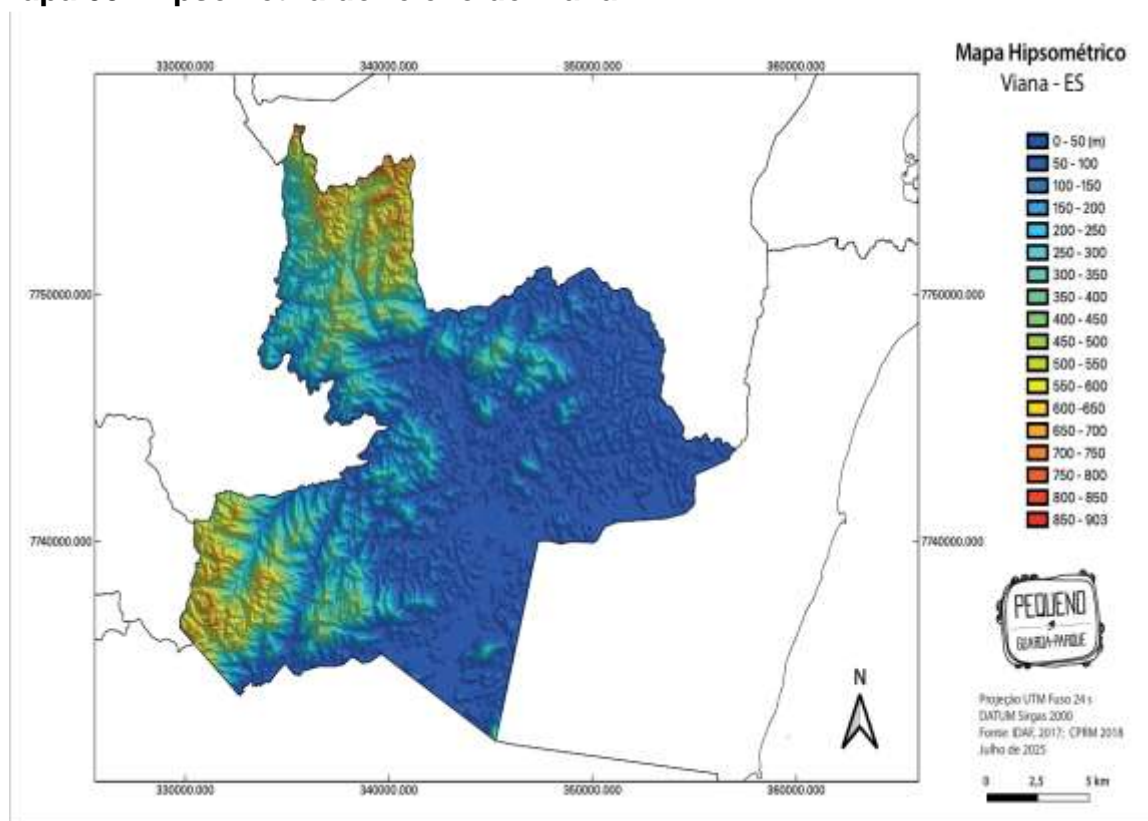 Mapa Hipsométrico
Viana - ES
330000.000 340000.000 350000.000 360000.000
7750000.000 7750000.000
7740000.000 7740000.000
330000.000 340000.000 350000.000 360000.000
0 - 50 (m)
50 - 100
100 -150
150 - 200
200 - 250
250 - 300
300 - 350
350 - 400
400 - 450
450 - 500
500 - 550
550 - 600
600 -650
650 - 700
700 - 750
750 - 800
800 - 850
850 - 903
PEQUENO
GUARDA-PARQUE
N
Projeção UTM Fuso 24 s
DATUM Sirgas 2000
Fonte: IDAF, 2017; CPRM 2018
Julho de 2025
0 2,5 5 km